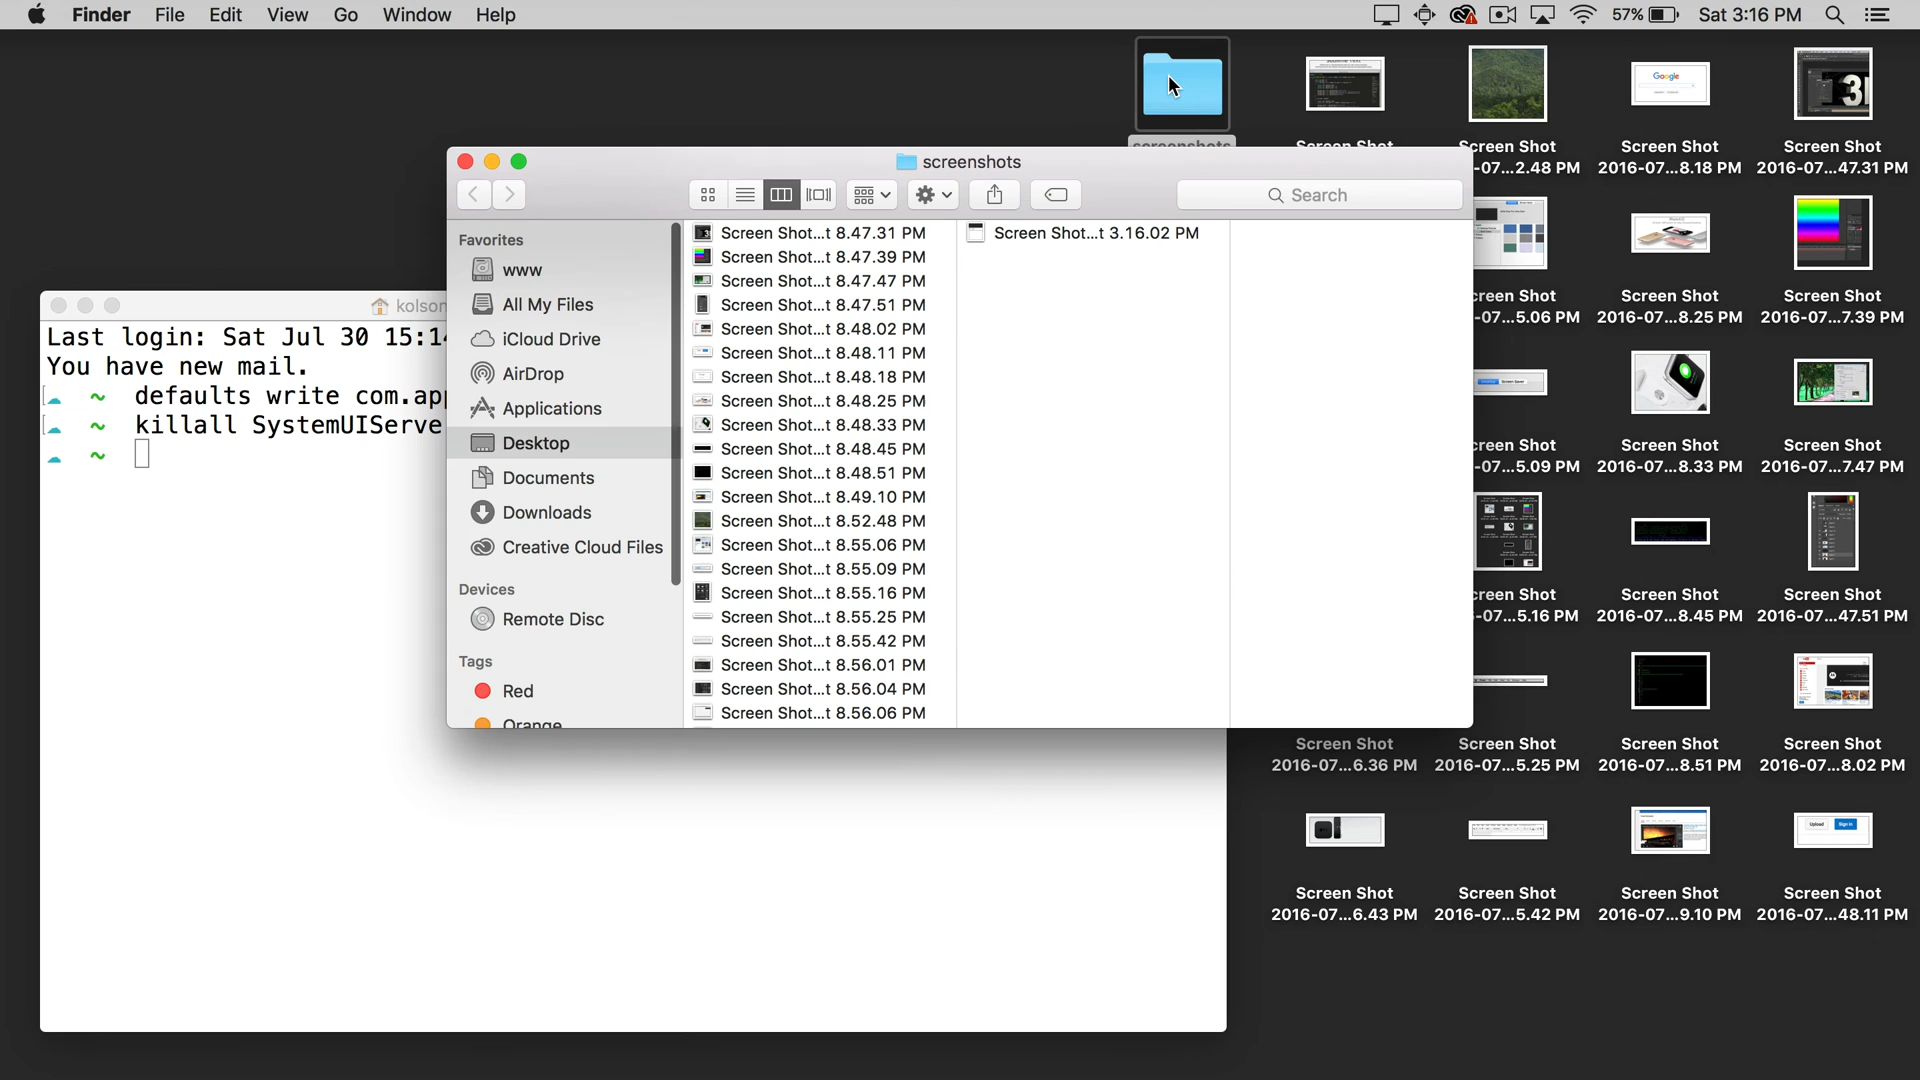 Finder File Edit View Go Window Help
57% Sat 3:16 PM
screenshots
Search
Favorites
www
All My Files
iCloud Drive
AirDrop
Applications
Desktop
Documents
Downloads
Creative Cloud Files
Devices
Remote Disc
Tags
Red
Orange
Screen Shot...t 8.47.31 PM
Screen Shot...t 8.47.39 PM
Screen Shot...t 8.47.47 PM
Screen Shot...t 8.47.51 PM
Screen Shot...t 8.48.02 PM
Screen Shot...t 8.48.11 PM
Screen Shot...t 8.48.18 PM
Screen Shot...t 8.48.25 PM
Screen Shot...t 8.48.33 PM
Screen Shot...t 8.48.45 PM
Screen Shot...t 8.48.51 PM
Screen Shot...t 8.49.10 PM
Screen Shot...t 8.52.48 PM
Screen Shot...t 8.55.06 PM
Screen Shot...t 8.55.09 PM
Screen Shot...t 8.55.16 PM
Screen Shot...t 8.55.25 PM
Screen Shot...t 8.55.42 PM
Screen Shot...t 8.56.01 PM
Screen Shot...t 8.56.04 PM
Screen Shot...t 8.56.06 PM
Screen Shot...t 3.16.02 PM
kolson
Last login: Sat Jul 30 15:14
You have new mail.
~ defaults write com.app
~ killall SystemUIServe
~
screenshots
Screen Shot
Screen Shot
-07...2.48 PM
Google
Screen Shot
2016-07...8.18 PM
Screen Shot
2016-07...47.31 PM
creen Shot
-07...5.06 PM
Screen Shot
2016-07...8.25 PM
Screen Shot
2016-07...7.39 PM
Screen Saver
creen Shot
-07...5.09 PM
Screen Shot
2016-07...8.33 PM
Screen Shot
2016-07...7.47 PM
creen Shot
-07...5.16 PM
Screen Shot
2016-07...8.45 PM
Screen Shot
2016-07...47.51 PM
Screen Shot
2016-07...6.36 PM
Screen Shot
2016-07...5.25 PM
Screen Shot
2016-07...8.51 PM
Screen Shot
2016-07...8.02 PM
Upload Sign in
Screen Shot
2016-07...6.43 PM
Screen Shot
2016-07...5.42 PM
Screen Shot
2016-07...9.10 PM
Screen Shot
2016-07...48.11 PM